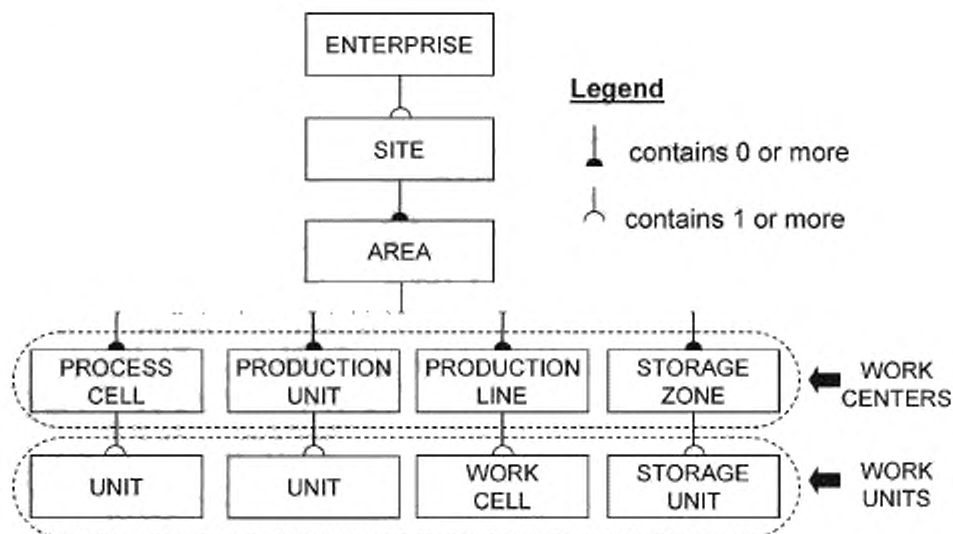 ENTERPRISE
Legend
SITE
contains 0 or more
contains 1 or more
AREA
PROCESS
CELL
PRODUCTION
UNIT
PRODUCTION
LINE
STORAGE
ZONE
WORK
CENTERS
UNIT
UNIT
WORK
CELL
STORAGE
UNIT
WORK
UNITS